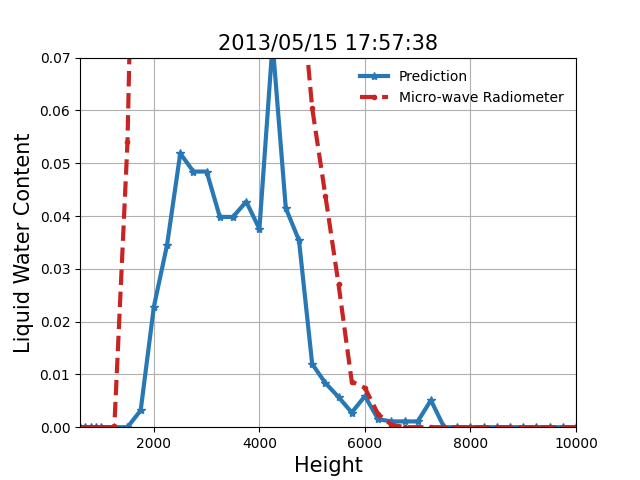 2013/05/15 17:57:38
Prediction
Micro-wave Radiometer
Liquid Water Content
0.07
0.06
0.05
0.04
0.03
0.02
0.01
0.00
2000 4000 6000 8000 10000
Height